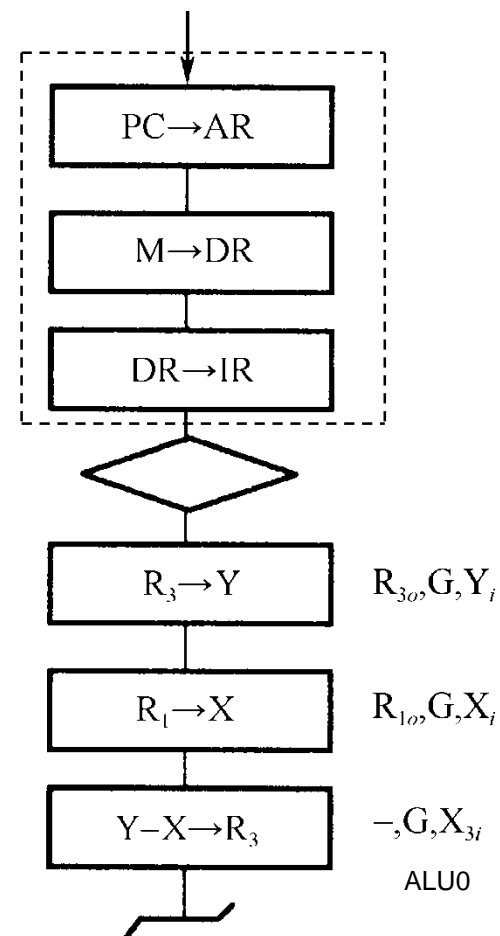 PC→AR
M→DR
DR→IR
R₃→Y R₃ₒ,G,Yᵢ
R₁→X R₁ₒ,G,Xᵢ
Y−X→R₃ −,G,X₃ᵢ
ALU0